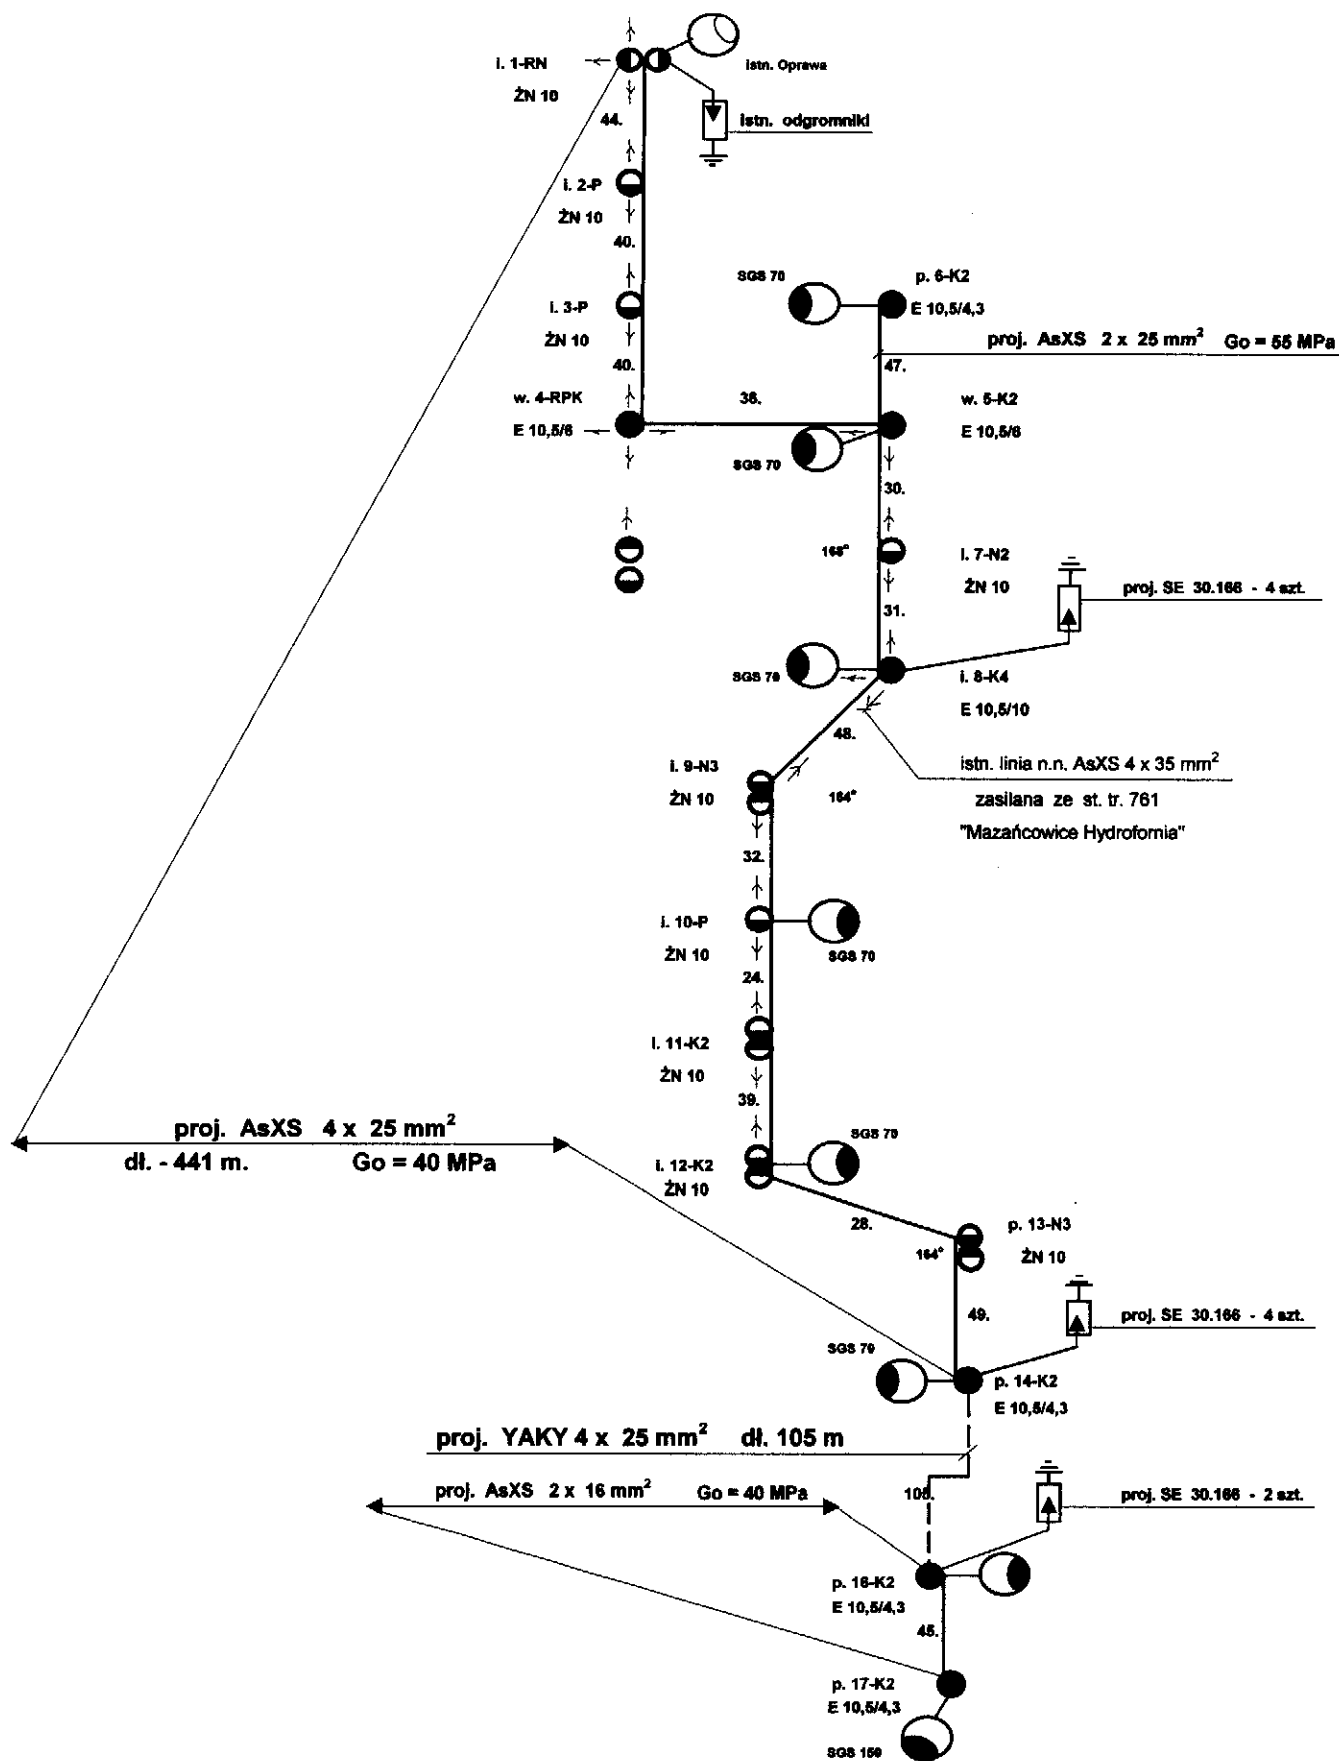 i. 1-RN
istn. Oprawa
ŻN 10
44.
istn. odgromniki
i. 2-P
ŻN 10
40.
i. 3-P
ŻN 10
40.
SGS 70
p. 6-K2
E 10,5/4,3
proj. AsXS 2 x 25 mm² Go = 55 MPa
47.
w. 4-RPK
E 10,5/6
w. 5-K2
E 10,5/6
SGS 70
30.
168°
i. 7-N2
ŻN 10
31.
proj. SE 30.166 - 4 szt.
SGS 70
i. 8-K4
E 10,5/10
48.
istn. linia n.n. AsXS 4 x 35 mm²
zasilana ze st. tr. 761
"Mazańcowice Hydrofornia"
i. 9-N3
ŻN 10
164°
32.
i. 10-P
ŻN 10
SGS 70
24.
i. 11-K2
ŻN 10
39.
proj. AsXS 4 x 25 mm²
dł. - 441 m. Go = 40 MPa
SGS 70
i. 12-K2
ŻN 10
28.
p. 13-N3
ŻN 10
164°
49.
proj. SE 30.166 - 4 szt.
SGS 70
p. 14-K2
E 10,5/4,3
proj. YAKY 4 x 25 mm² dł. 105 m
proj. AsXS 2 x 16 mm² Go = 40 MPa
105.
proj. SE 30.166 - 2 szt.
p. 16-K2
E 10,5/4,3
45.
p. 17-K2
E 10,5/4,3
SGS 150